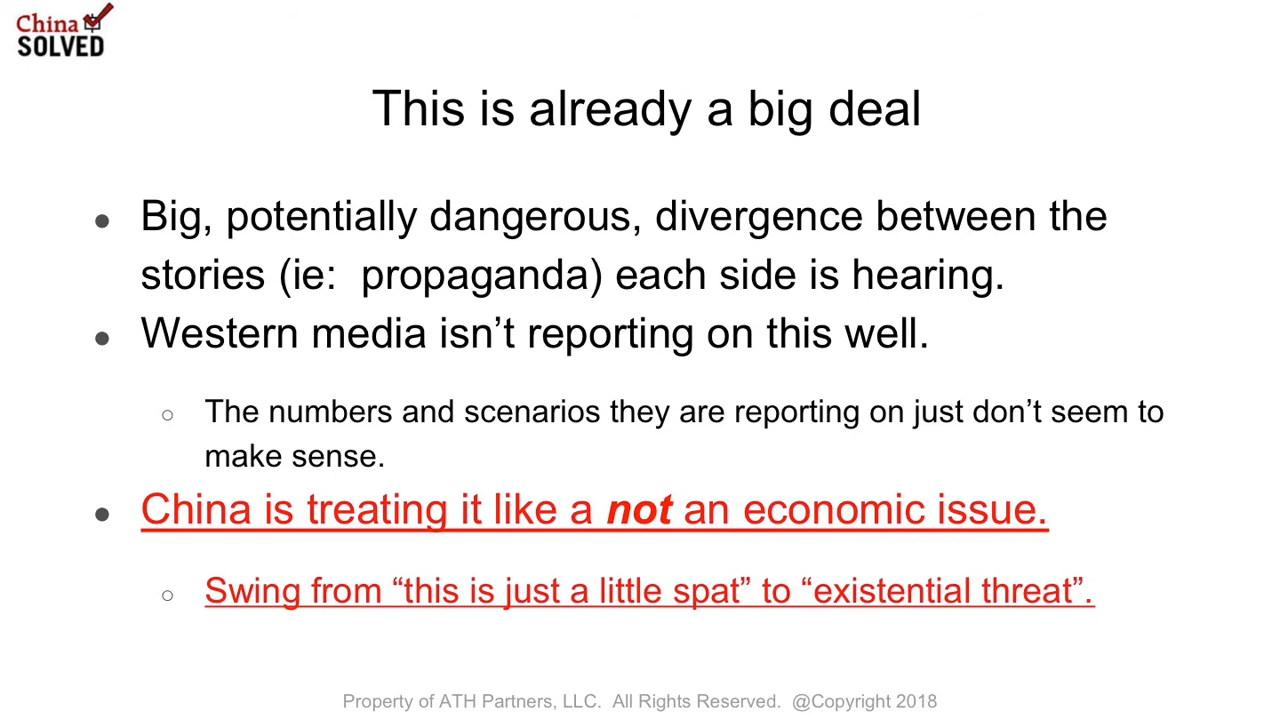 China
SOLVED
This is already a big deal
● Big, potentially dangerous, divergence between the
stories (ie:  propaganda) each side is hearing.
● Western media isn’t reporting on this well.
○ The numbers and scenarios they are reporting on just don’t seem to
make sense.
● China is treating it like a not an economic issue.
○ Swing from “this is just a little spat” to “existential threat”.
Property of ATH Partners, LLC.  All Rights Reserved.  @Copyright 2018